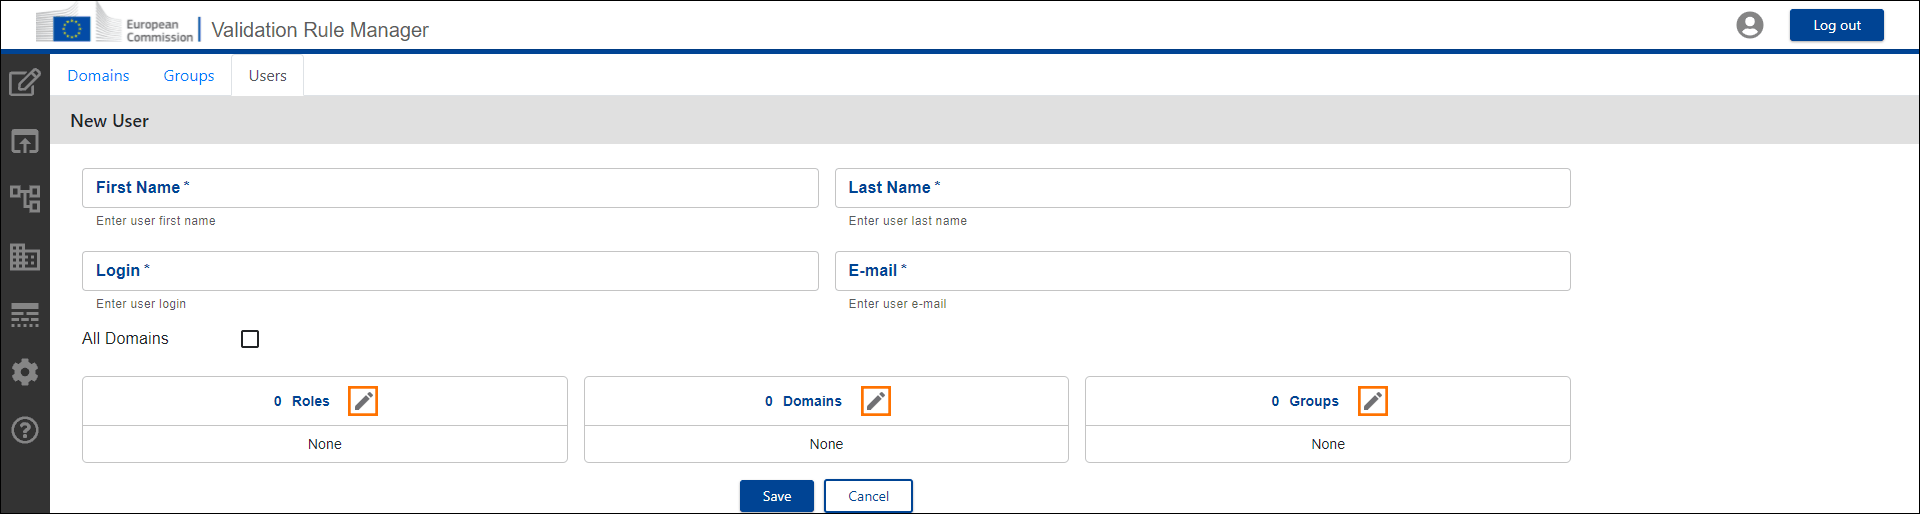 European
Commission
Validation Rule Manager
Log out
Domains Groups Users
New User
First Name * Last Name *
Enter user first name Enter user last name
Login * E-mail *
Enter user login Enter user e-mail
All Domains
0 Roles 0 Domains 0 Groups
None None None
Save Cancel